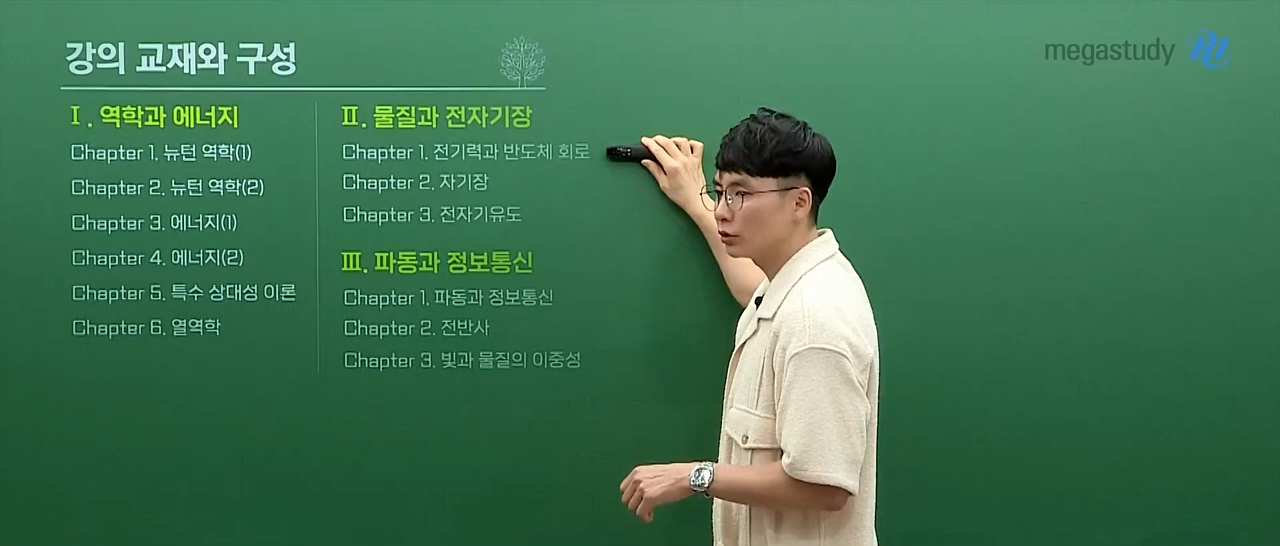 강의 교재와 구성
megastudy
Ⅰ. 역학과 에너지
Chapter 1. 뉴턴 역학(1)
Chapter 2. 뉴턴 역학(2)
Chapter 3. 에너지(1)
Chapter 4. 에너지(2)
Chapter 5. 특수 상대성 이론
Chapter 6. 열역학
Ⅱ. 물질과 전자기장
Chapter 1. 전기력과 반도체 회로
Chapter 2. 자기장
Chapter 3. 전자기유도
Ⅲ. 파동과 정보통신
Chapter 1. 파동과 정보통신
Chapter 2. 전반사
Chapter 3. 빛과 물질의 이중성